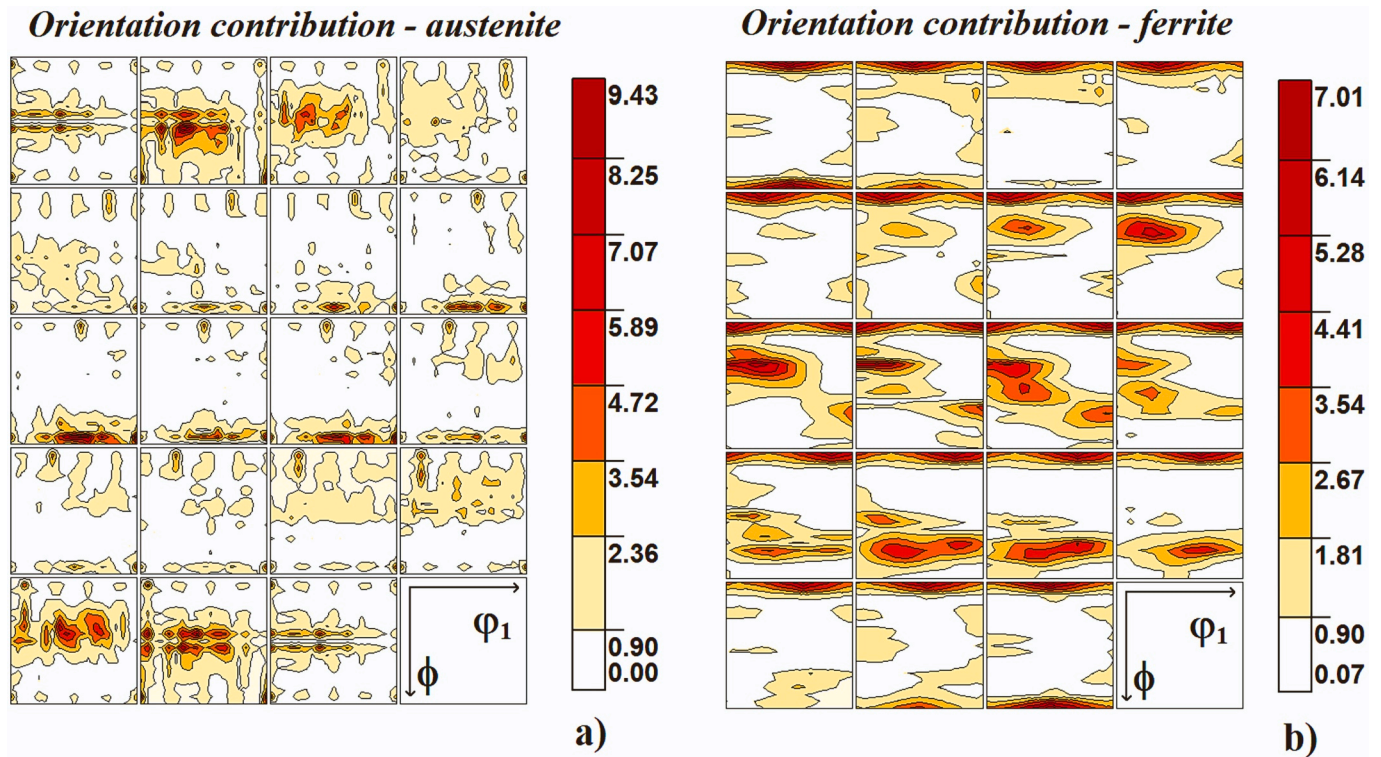 Orientation contribution - austenite
9.43
8.25
7.07
5.89
4.72
3.54
2.36
0.90
0.00
φ1
ϕ
a)
Orientation contribution - ferrite
7.01
6.14
5.28
4.41
3.54
2.67
1.81
0.90
0.07
φ1
ϕ
b)